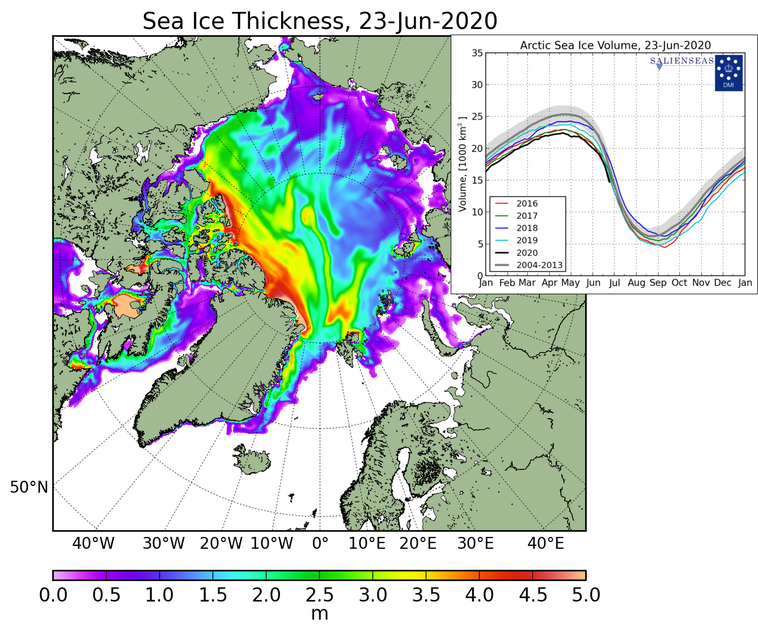 Sea Ice Thickness, 23-Jun-2020
Arctic Sea Ice Volume, 23-Jun-2020
SALIENSEAS
DMI
Volume, [1000 km³]
35
30
25
20
15
10
5
0
2016
2017
2018
2019
2020
2004-2013
Jan Feb Mar Apr May Jun Jul Aug Sep Oct Nov Dec Jan
50°N
40°W 30°W 20°W 10°W 0° 10°E 20°E 30°E 40°E
0.0 0.5 1.0 1.5 2.0 2.5 3.0 3.5 4.0 4.5 5.0
m